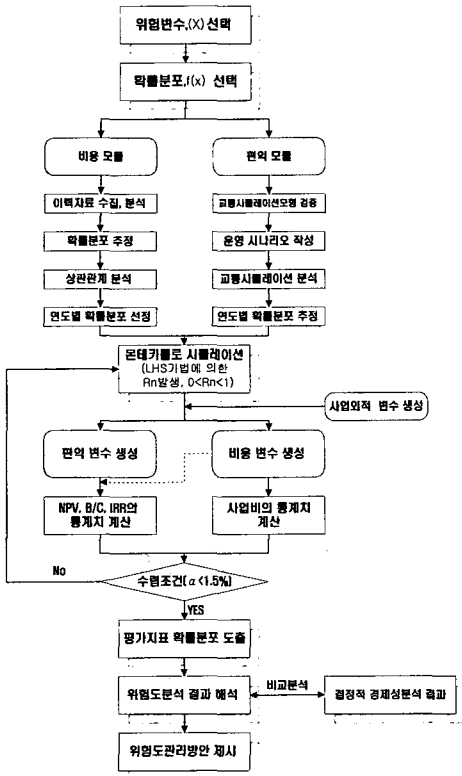 위험변수,(X)선택
확률분포,f(x) 선택
비용 모듈
편익 모듈
이력자료 수집, 분석
교통시뮬레이션모형 검증
확률분포 추정
운영 시나리오 작성
상관관계 분석
교통시뮬레이션 분석
연도별 확률분포 선정
연도별 확률분포 추정
몬테카를로 시뮬레이션
(LHS기법에 의한
Rn발생, 0<Rn<1)
사업외적 변수 생성
편익 변수 생성
비용 변수 생성
NPV, B/C, IRR의
통계치 계산
사업비의 통계치
계산
No
수렴조건(α<1.5%)
YES
평가지표 확률분포 도출
위험도분석 결과 해석
비교분석
결정적 경제성분석 결과
위험도관리방안 제시